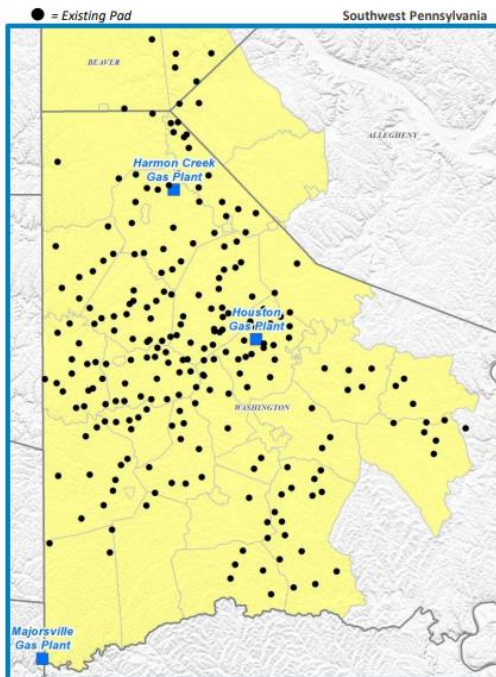 = Existing Pad
Southwest Pennsylvania
BEAVER
ALLEGHENY
Harmon Creek
Gas Plant
Houston
Gas Plant
WASHINGTON
Majorsville
Gas Plant